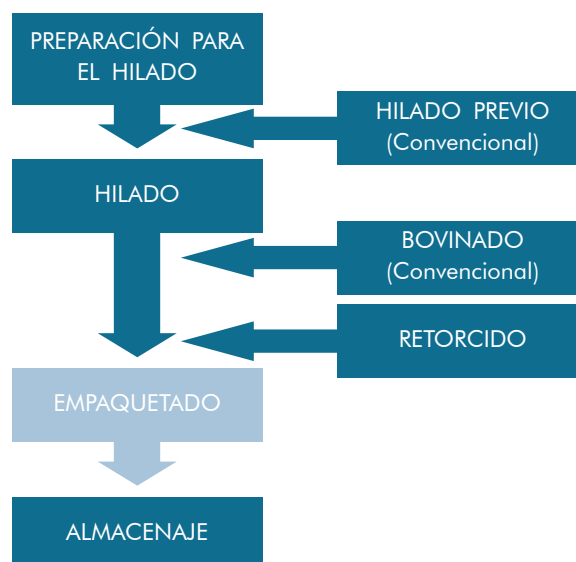 PREPARACIÓN PARA
EL HILADO
HILADO PREVIO
(Convencional)
HILADO
BOVINADO
(Convencional)
RETORCIDO
EMPAQUETADO
ALMACENAJE